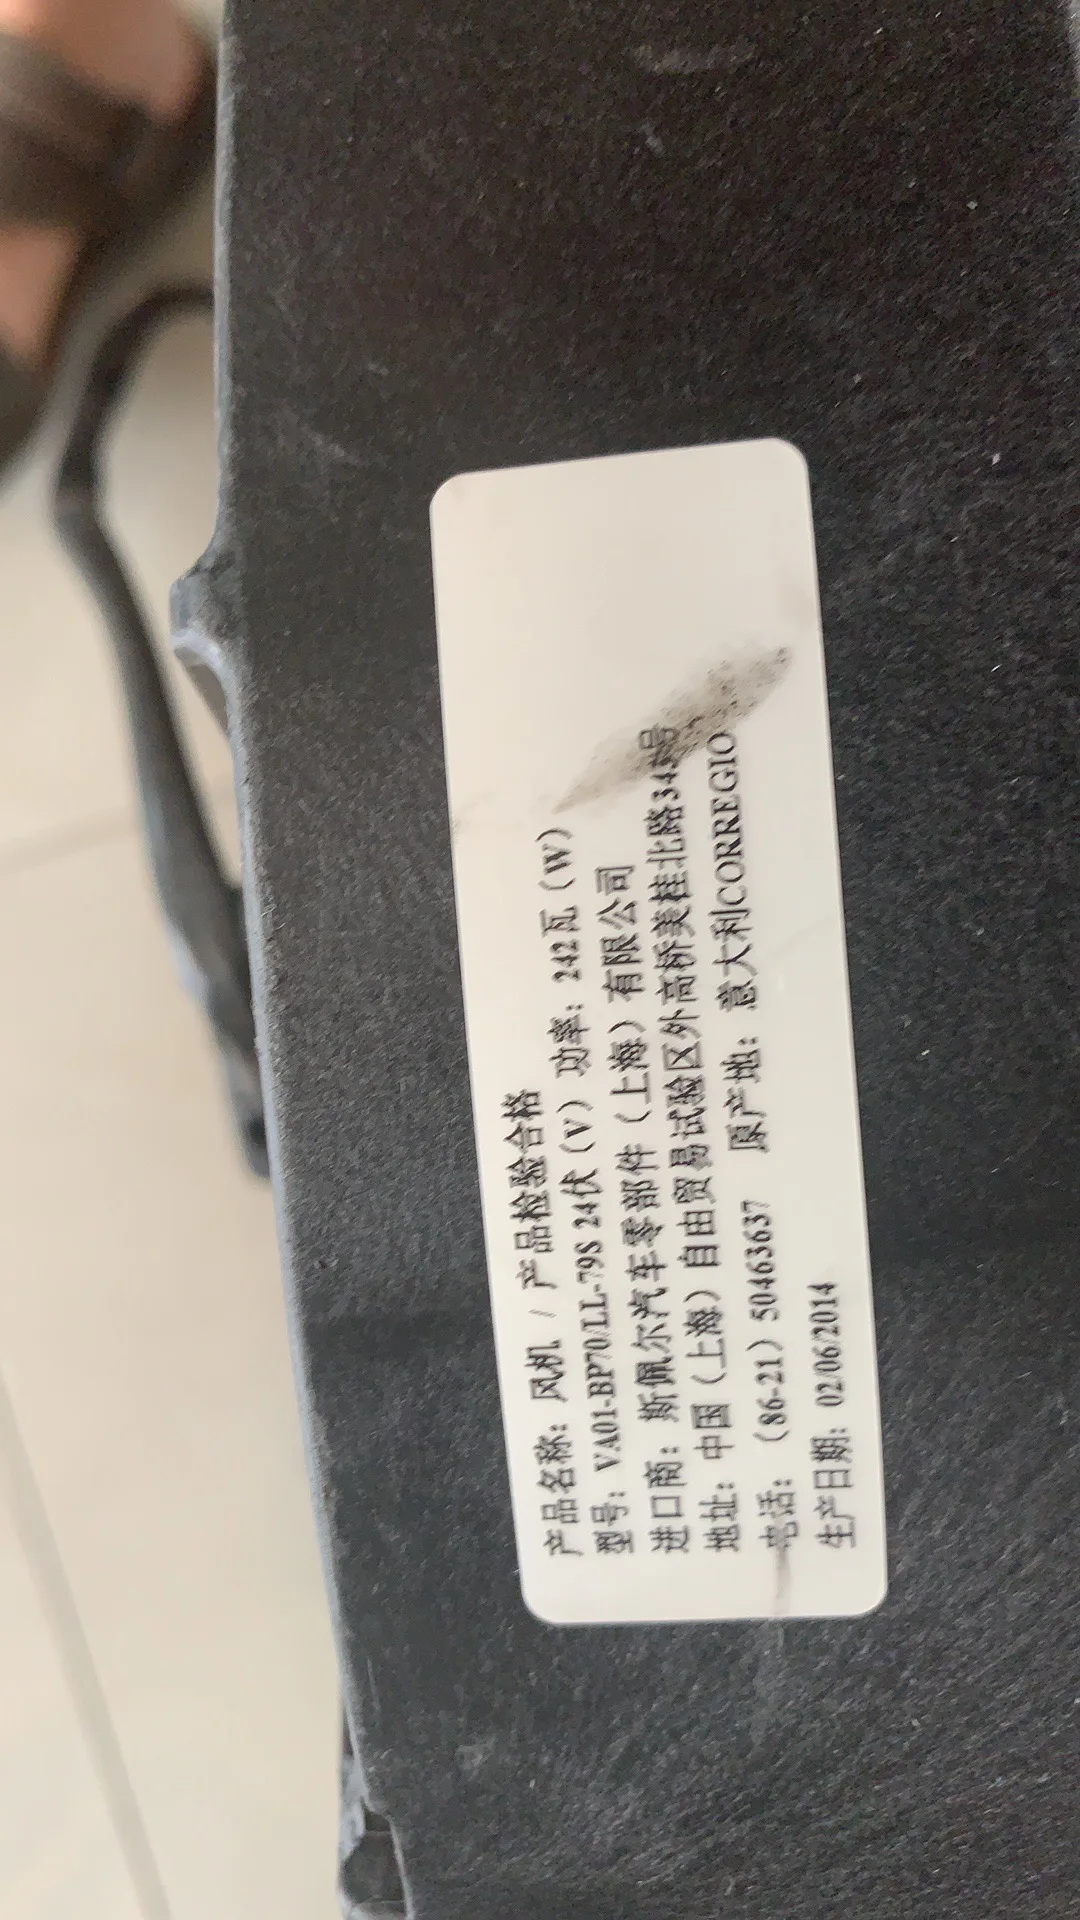 产品名称: 风机 / 产品检验合格
型号: VA01-BP70/LL-79S 24伏 (V) 功率: 242瓦 (W)
进口商: 斯佩尔汽车零部件 (上海) 有限公司
地址: 中国 (上海) 自由贸易试验区外高桥美桂北路 号
电话: (86-21) 50463637 原产地: 意大利CORREGIO
生产日期: 02/06/2014